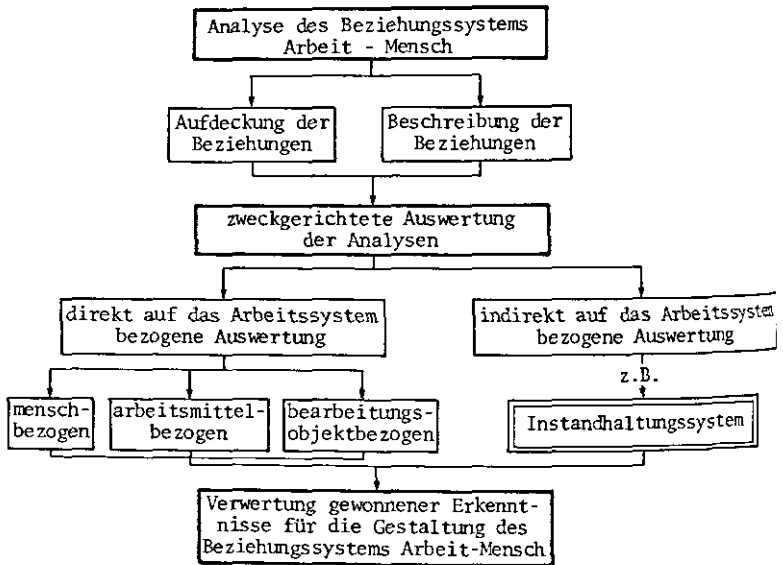 Analyse des Beziehungssystems
Arbeit - Mensch
Aufdeckung der
Beziehungen
Beschreibung der
Beziehungen
zweckgerichtete Auswertung
der Analysen
direkt auf das Arbeitssystem
bezogene Auswertung
indirekt auf das Arbeitssystem
bezogene Auswertung
z.B.
mensch-
bezogen
arbeitsmittel-
bezogen
bearbeitungs-
objektbezogen
Instandhaltungssystem
Verwertung gewonnener Erkennt-
nisse für die Gestaltung des
Beziehungssystems Arbeit-Mensch